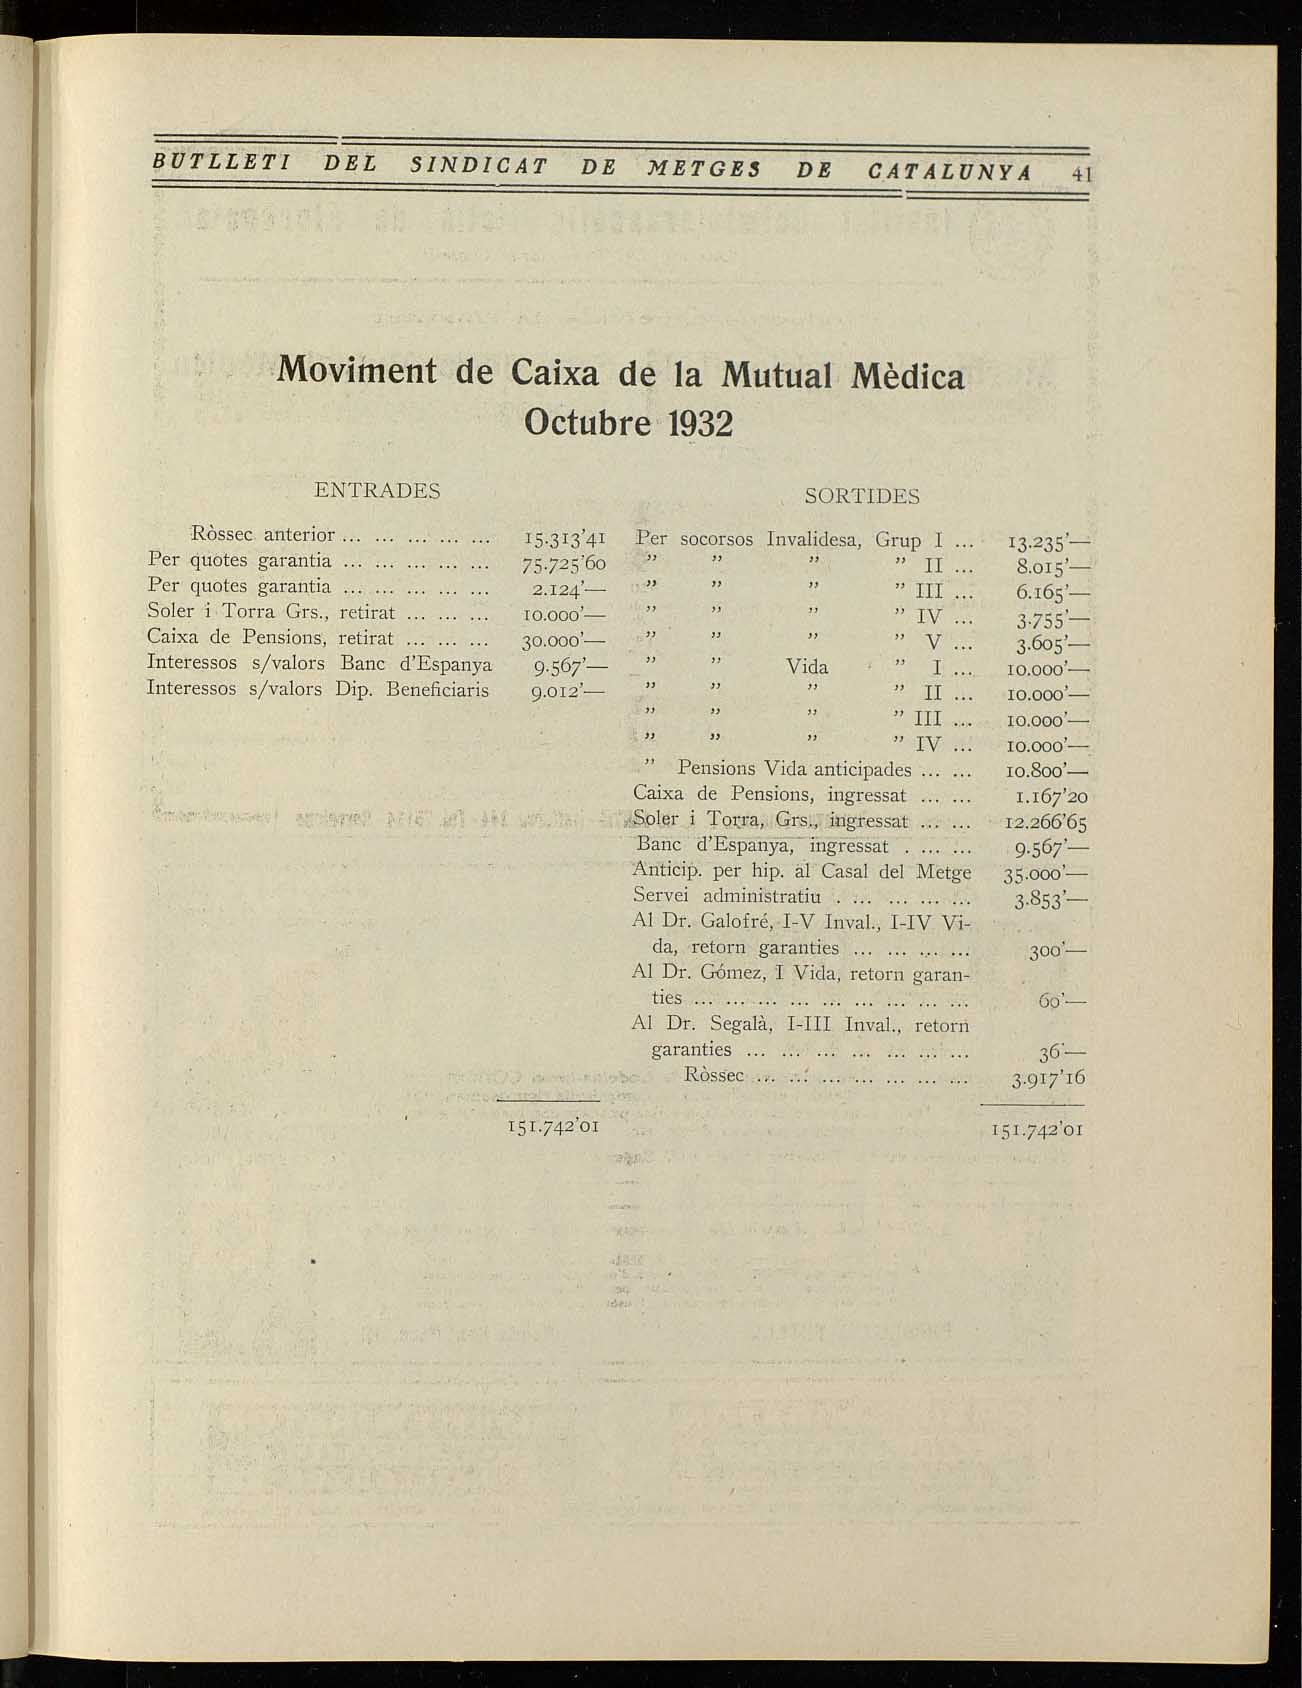 BUTLLETI DEL SINDICAT DE METGES DE CATALUNYA 41
Moviment de Caixa de la Mutual Mèdica
Octubre 1932
ENTRADES
Ròssec anterior ... ... ... ... ... 15.313'41
Per quotes garantia ... ... ... ... ... 75.725'60
Per quotes garantia ... ... ... ... ... 2.124'—
Soler i Torra Grs., retirat ... ... ... 10.000'—
Caixa de Pensions, retirat ... ... ... 30.000'—
Interessos s/valors Banc d'Espanya 9.567'—
Interessos s/valors Dip. Beneficiaris 9.012'—
151.742'01
SORTIDES
Per socorsos Invalidesa, Grup I ... 13.235'—
" " " " II ... 8.015'—
" " " " III ... 6.165'—
" " " " IV ... 3.755'—
" " " " V ... 3.605'—
" " Vida " I ... 10.000'—
" " " " II ... 10.000'—
" " " " III ... 10.000'—
" " " " IV ... 10.000'—
" Pensions Vida anticipades ... ... 10.800'—
Caixa de Pensions, ingressat ... ... 1.167'20
Soler i Torra, Grs., ingressat ... ... 12.266'65
Banc d'Espanya, ingressat . ... ... 9.567'—
Anticip. per hip. al Casal del Metge 35.000'—
Servei administratiu . ... ... ... ... 3.853'—
Al Dr. Galofré, I-V Inval., I-IV Vi-
da, retorn garanties ... ... ... ... 300'—
Al Dr. Gómez, I Vida, retorn garan-
ties ... ... ... ... ... ... ... ... ... 60'—
Al Dr. Segalà, I-III Inval., retorn
garanties ... ... ... ... ... ... ... 36'—
Ròssec ... ... ... ... ... ... ... 3.917'16
151.742'01